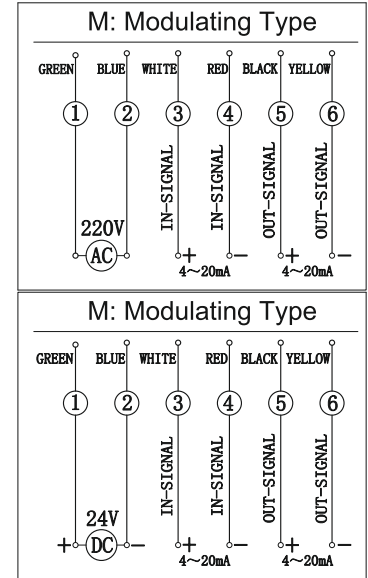 M: Modulating Type
GREEN BLUE WHITE RED BLACK YELLOW
1 2 3 4 5 6
IN-SIGNAL IN-SIGNAL OUT-SIGNAL OUT-SIGNAL
220V
AC + − + −
4~20mA 4~20mA
M: Modulating Type
GREEN BLUE WHITE RED BLACK YELLOW
1 2 3 4 5 6
IN-SIGNAL IN-SIGNAL OUT-SIGNAL OUT-SIGNAL
24V
+ DC − + − + −
4~20mA 4~20mA